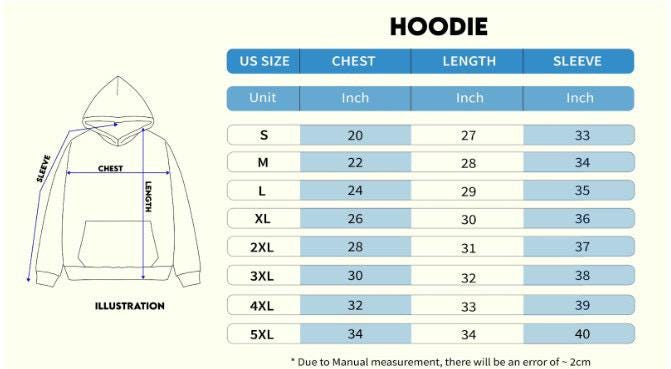 HOODIE
US SIZE CHEST LENGTH SLEEVE
Unit Inch Inch Inch
S 20 27 33
M 22 28 34
L 24 29 35
XL 26 30 36
2XL 28 31 37
3XL 30 32 38
4XL 32 33 39
5XL 34 34 40
SLEEVE
CHEST
LENGTH
ILLUSTRATION
* Due to Manual measurement, there will be an error of ~ 2cm